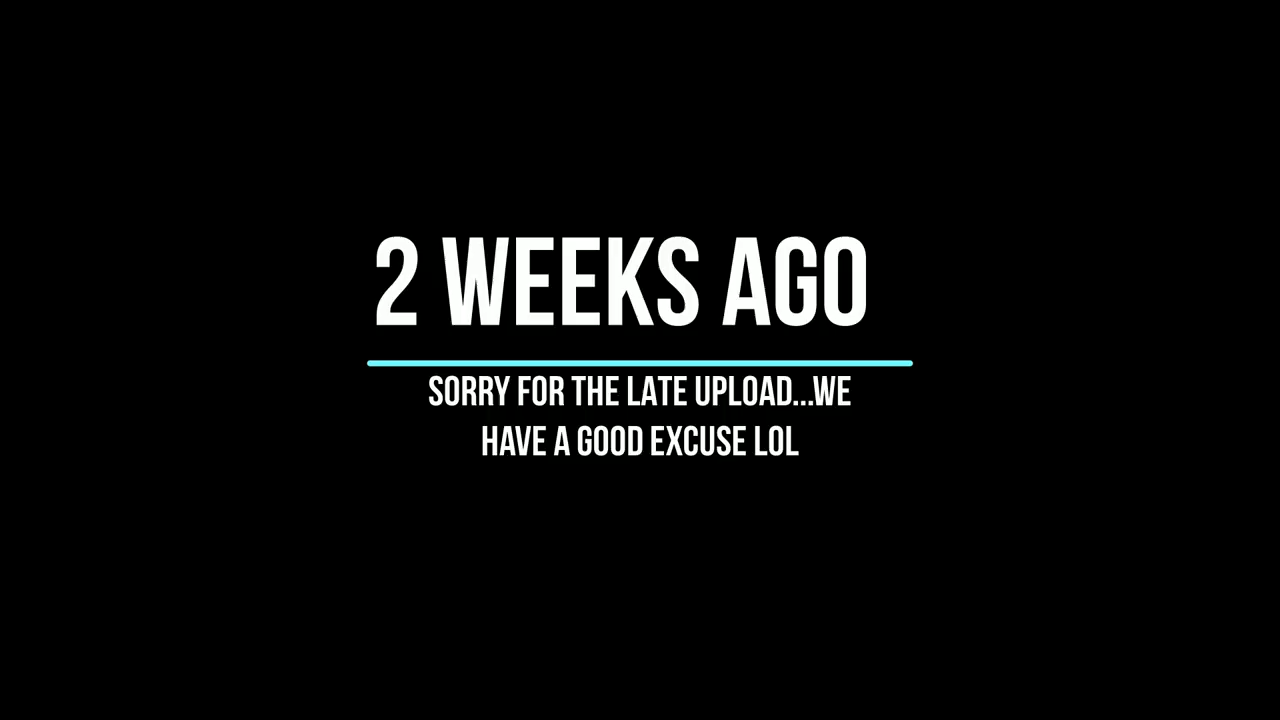 2 WEEKS AGO
SORRY FOR THE LATE UPLOAD...WE
HAVE A GOOD EXCUSE LOL